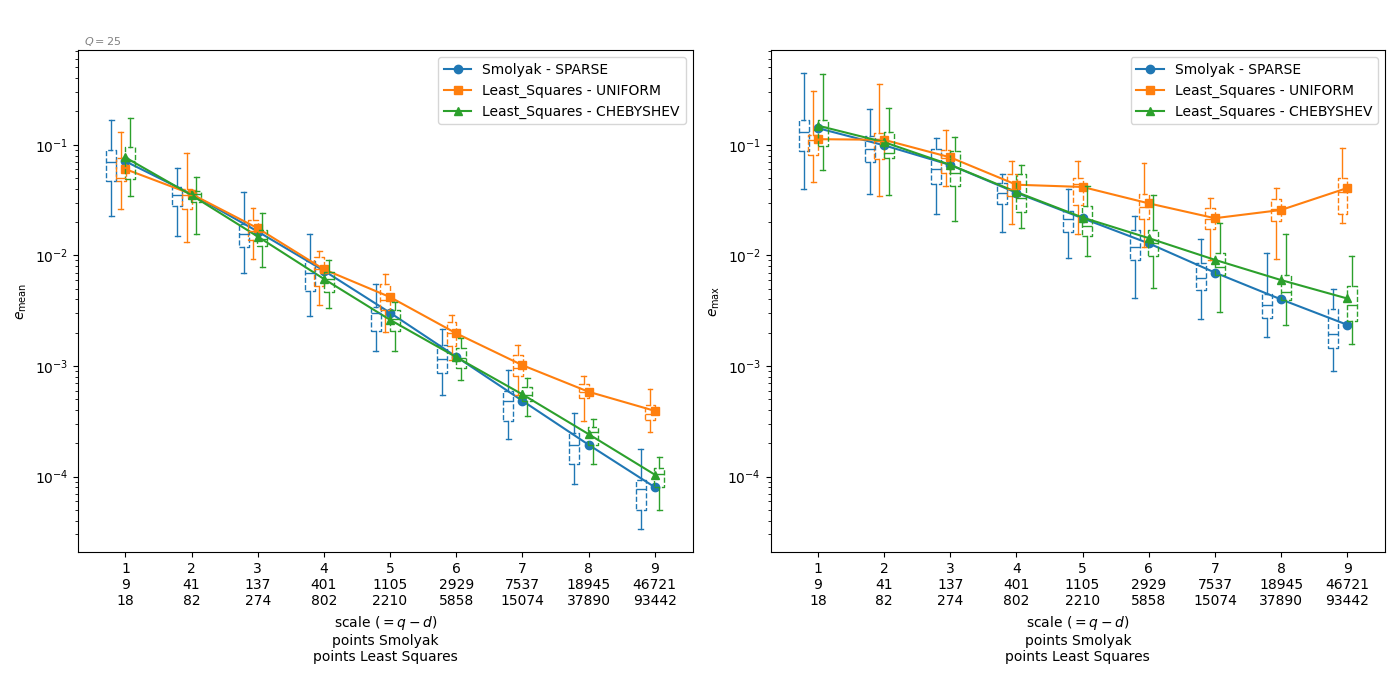 Q = 25
Smolyak - SPARSE
Least_Squares - UNIFORM
Least_Squares - CHEBYSHEV
10⁻¹
10⁻²
10⁻³
10⁻⁴
e_mean
1 2 3 4 5 6 7 8 9
9 41 137 401 1105 2929 7537 18945 46721
18 82 274 802 2210 5858 15074 37890 93442
scale (= q − d)
points Smolyak
points Least Squares
Smolyak - SPARSE
Least_Squares - UNIFORM
Least_Squares - CHEBYSHEV
10⁻¹
10⁻²
10⁻³
10⁻⁴
e_max
1 2 3 4 5 6 7 8 9
9 41 137 401 1105 2929 7537 18945 46721
18 82 274 802 2210 5858 15074 37890 93442
scale (= q − d)
points Smolyak
points Least Squares